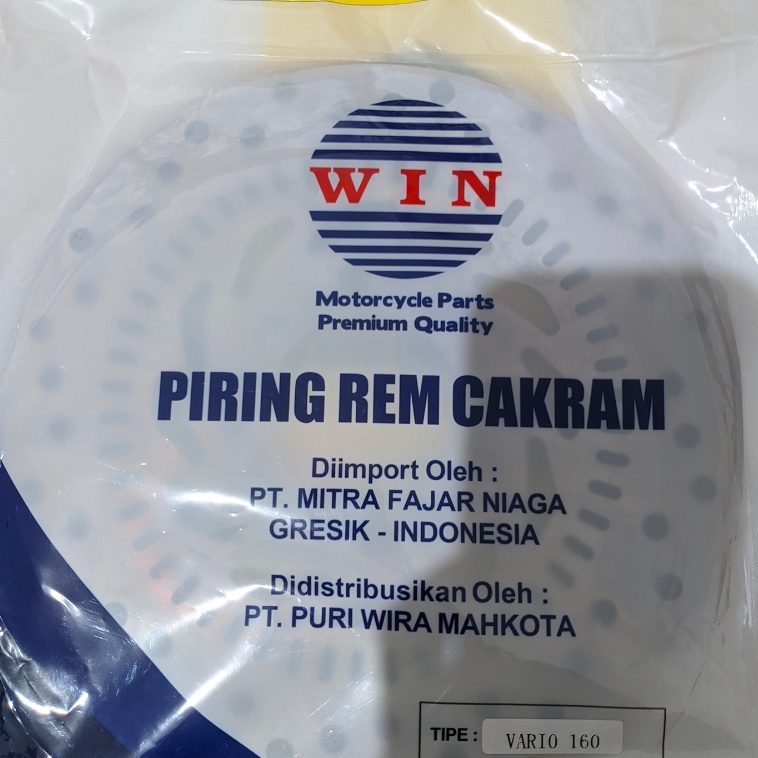 WIN
Motorcycle Parts
Premium Quality
PIRING REM CAKRAM
Diimport Oleh :
PT. MITRA FAJAR NIAGA
GRESIK - INDONESIA
Didistribusikan Oleh :
PT. PURI WIRA MAHKOTA
TIPE : VARIO 160